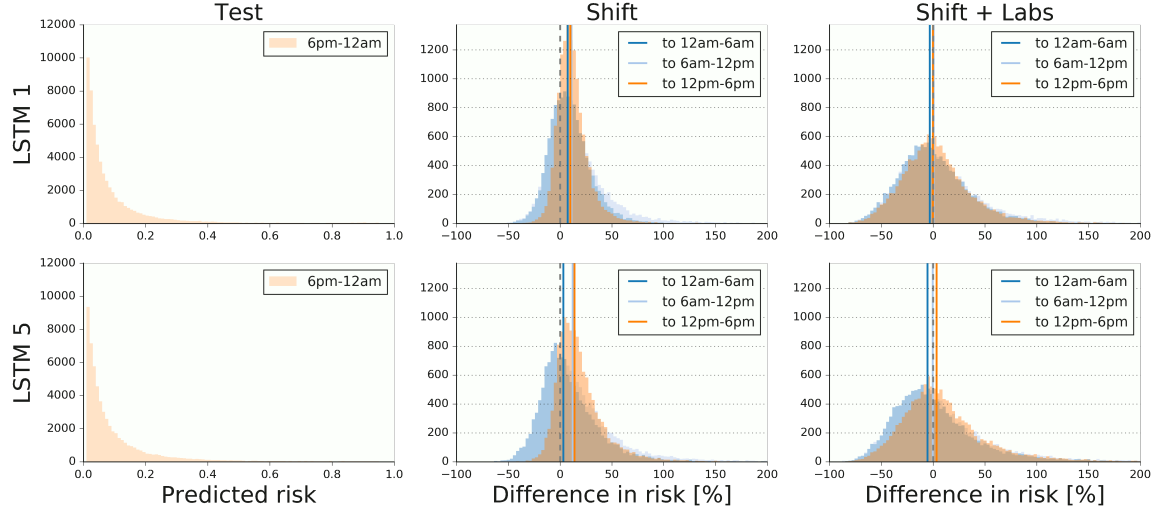 Test
Shift
Shift + Labs
LSTM 1
12000
10000
8000
6000
4000
2000
0
0.0 0.2 0.4 0.6 0.8 1.0
6pm-12am
1200
1000
800
600
400
200
0
−100 −50 0 50 100 150 200
to 12am-6am
to 6am-12pm
to 12pm-6pm
1200
1000
800
600
400
200
0
−100 −50 0 50 100 150 200
to 12am-6am
to 6am-12pm
to 12pm-6pm
LSTM 5
12000
10000
8000
6000
4000
2000
0
0.0 0.2 0.4 0.6 0.8 1.0
6pm-12am
Predicted risk
1200
1000
800
600
400
200
0
−100 −50 0 50 100 150 200
to 12am-6am
to 6am-12pm
to 12pm-6pm
Difference in risk [%]
1200
1000
800
600
400
200
0
−100 −50 0 50 100 150 200
to 12am-6am
to 6am-12pm
to 12pm-6pm
Difference in risk [%]